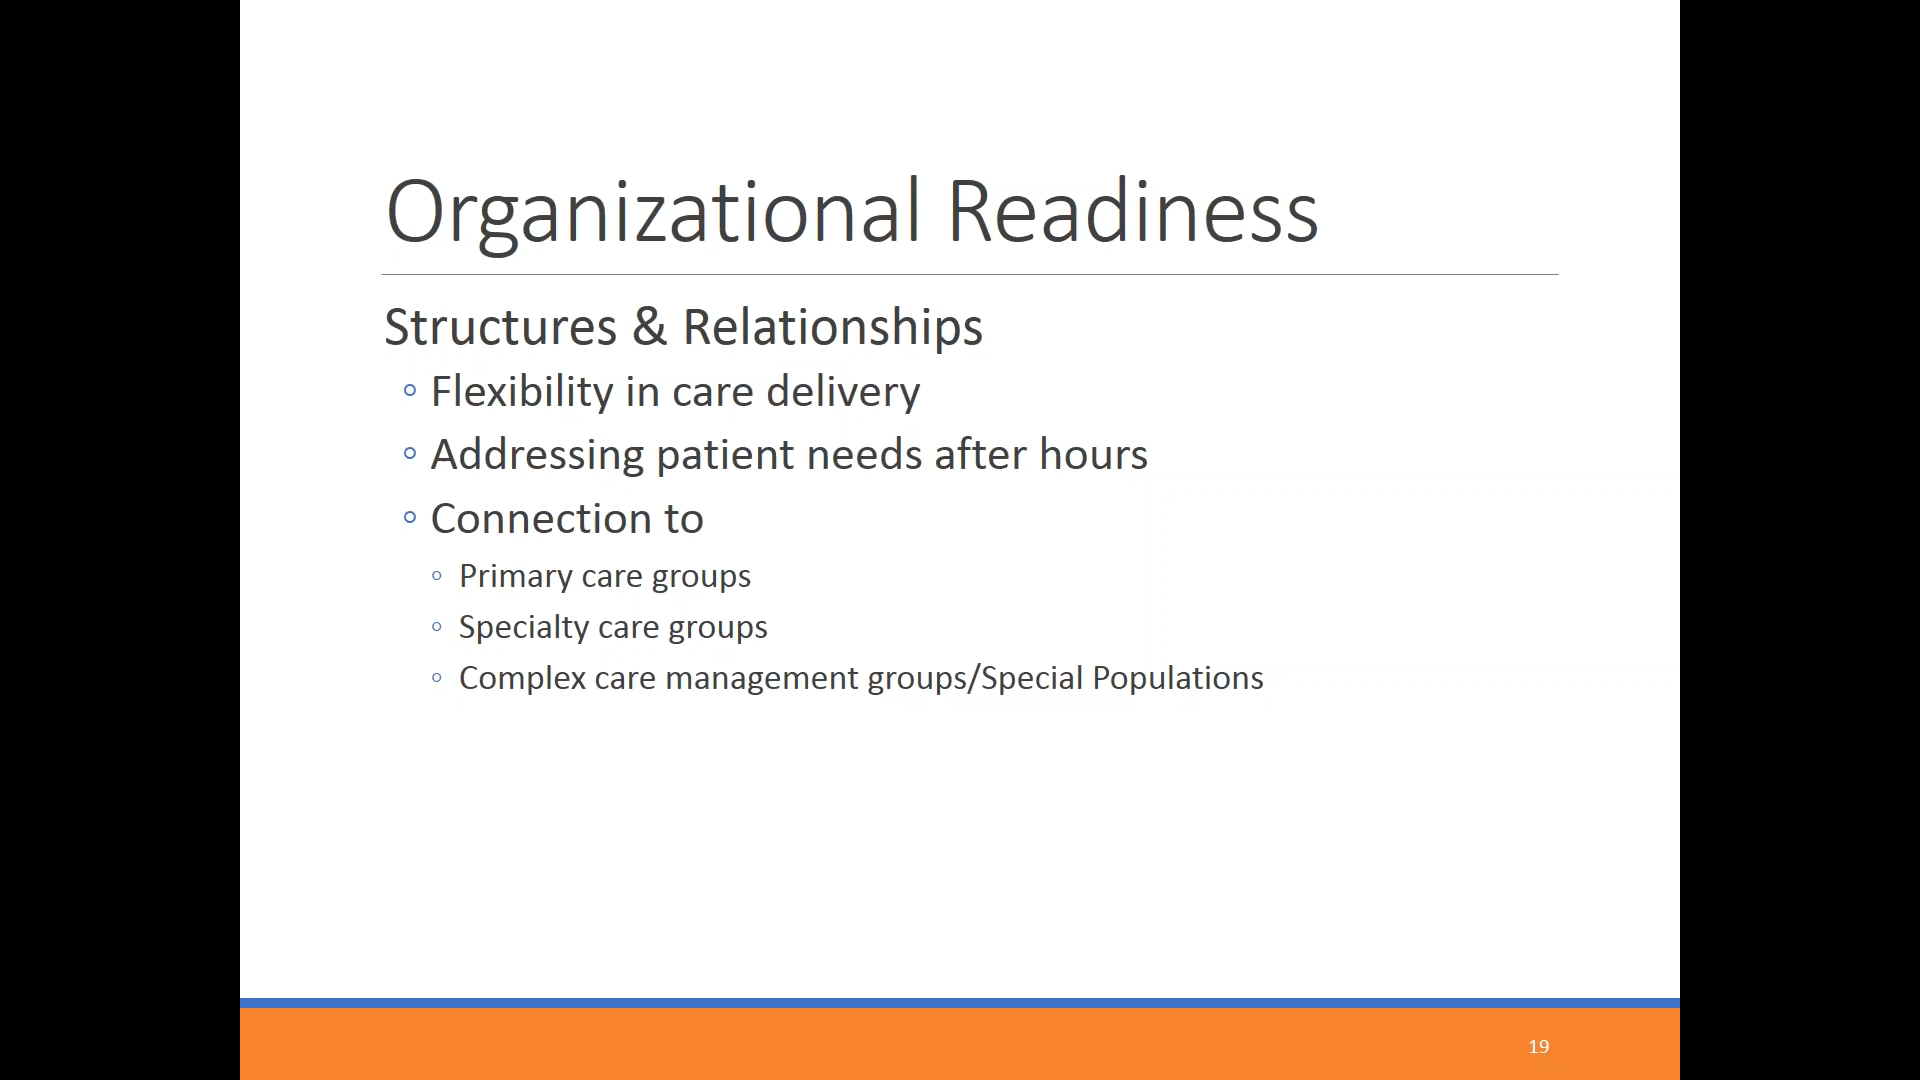 Organizational Readiness
Structures & Relationships
◦ Flexibility in care delivery
◦ Addressing patient needs after hours
◦ Connection to
◦ Primary care groups
◦ Specialty care groups
◦ Complex care management groups/Special Populations
19